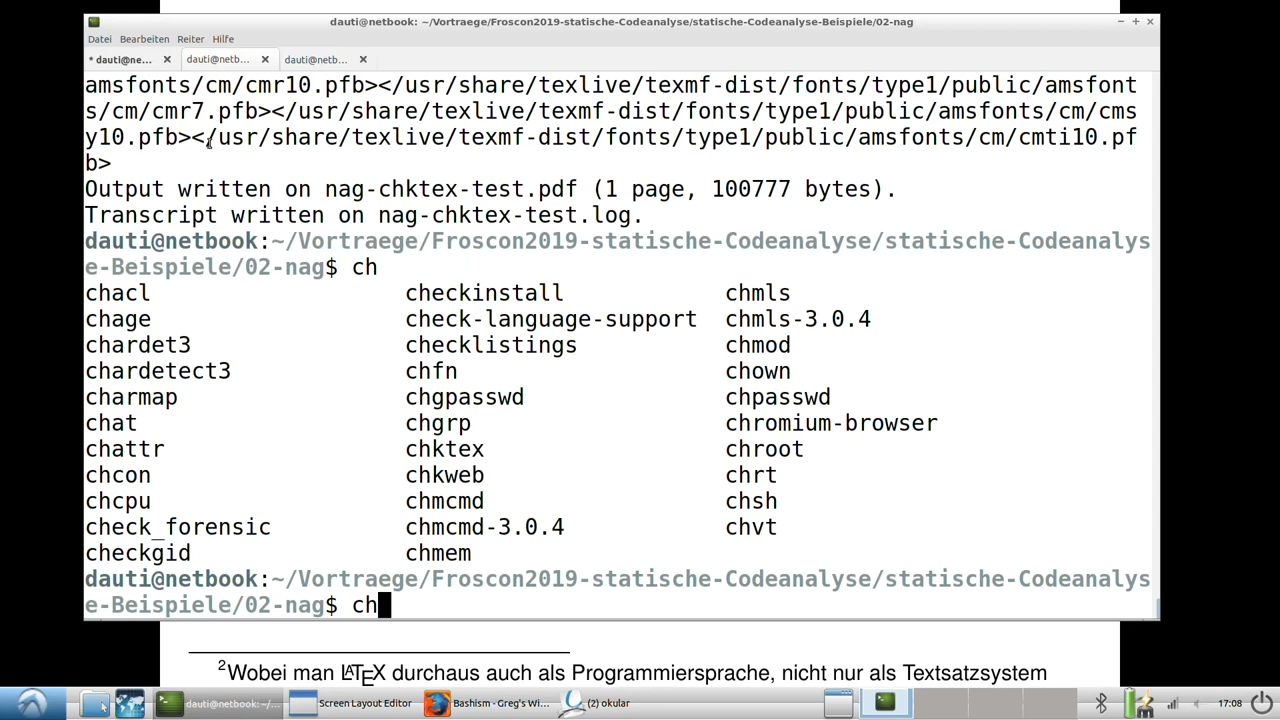 dauti@netbook: ~/Vortraege/Froscon2019-statische-Codeanalyse/statische-Codeanalyse-Beispiele/02-nag
Datei Bearbeiten Reiter Hilfe
* dauti@ne... dauti@netb... dauti@netb...
amsfonts/cm/cmr10.pfb></usr/share/texlive/texmf-dist/fonts/type1/public/amsfont
s/cm/cmr7.pfb></usr/share/texlive/texmf-dist/fonts/type1/public/amsfonts/cm/cms
y10.pfb></usr/share/texlive/texmf-dist/fonts/type1/public/amsfonts/cm/cmti10.pf
b>
Output written on nag-chktex-test.pdf (1 page, 100777 bytes).
Transcript written on nag-chktex-test.log.
dauti@netbook:~/Vortraege/Froscon2019-statische-Codeanalyse/statische-Codeanalys
e-Beispiele/02-nag$ ch
chacl checkinstall chmls
chage check-language-support chmls-3.0.4
chardet3 checklistings chmod
chardetect3 chfn chown
charmap chgpasswd chpasswd
chat chgrp chromium-browser
chattr chktex chroot
chcon chkweb chrt
chcpu chmcmd chsh
check_forensic chmcmd-3.0.4 chvt
checkgid chmem
dauti@netbook:~/Vortraege/Froscon2019-statische-Codeanalyse/statische-Codeanalys
e-Beispiele/02-nag$ ch
2Wobei man LATEX durchaus auch als Programmiersprache, nicht nur als Textsatzsystem
dauti@netbook: ~/... Screen Layout Editor Bashism - Greg's Wi... (2) okular 17:08